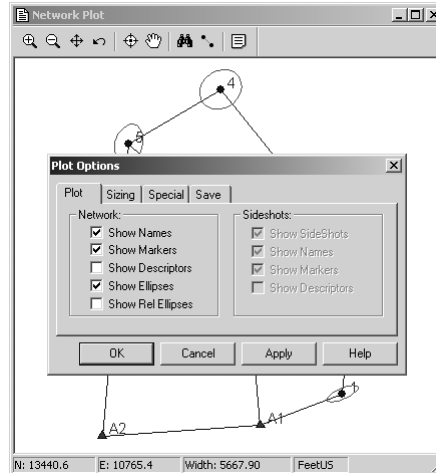 Network Plot
4
5
Plot Options
Plot Sizing Special Save
Network:
Show Names
Show Markers
Show Descriptors
Show Ellipses
Show Rel Ellipses
Sideshots:
Show SideShots
Show Names
Show Markers
Show Descriptors
OK Cancel Apply Help
1
A1
A2
N: 13440.6 E: 10765.4 Width: 5667.90 FeetUS